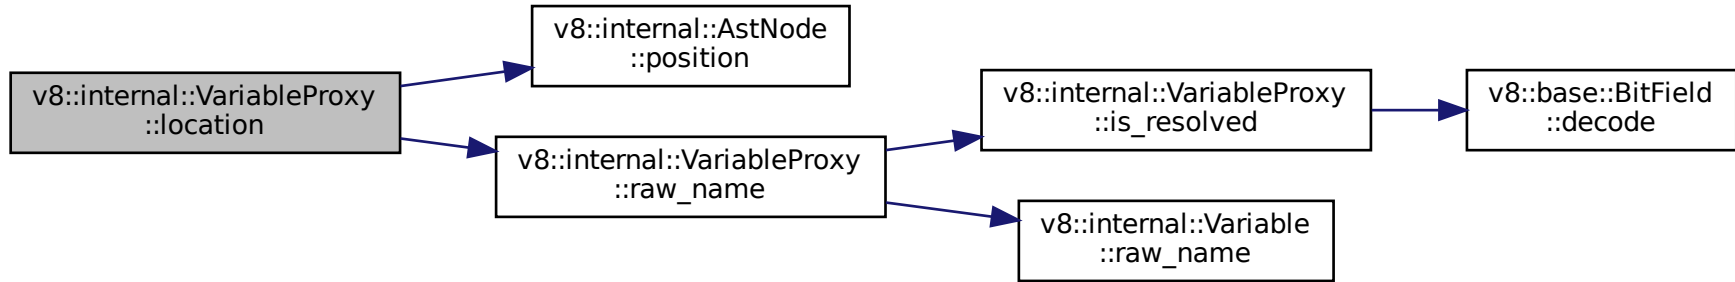 v8::internal::VariableProxy
::location
v8::internal::AstNode
::position
v8::internal::VariableProxy
::raw_name
v8::internal::VariableProxy
::is_resolved
v8::internal::Variable
::raw_name
v8::base::BitField
::decode